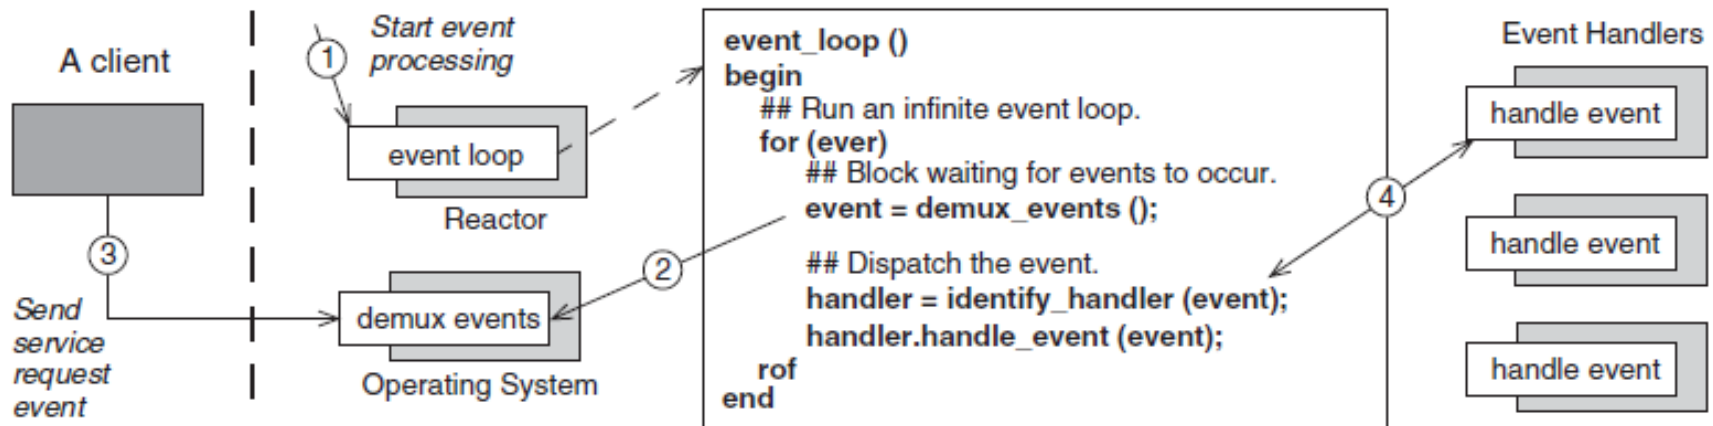 A client
3
Send
service
request
event
1
Start event
processing
event loop
Reactor
demux events
Operating System
2
event_loop ()
begin
## Run an infinite event loop.
for (ever)
## Block waiting for events to occur.
event = demux_events ();
## Dispatch the event.
handler = identify_handler (event);
handler.handle_event (event);
rof
end
4
Event Handlers
handle event
handle event
handle event